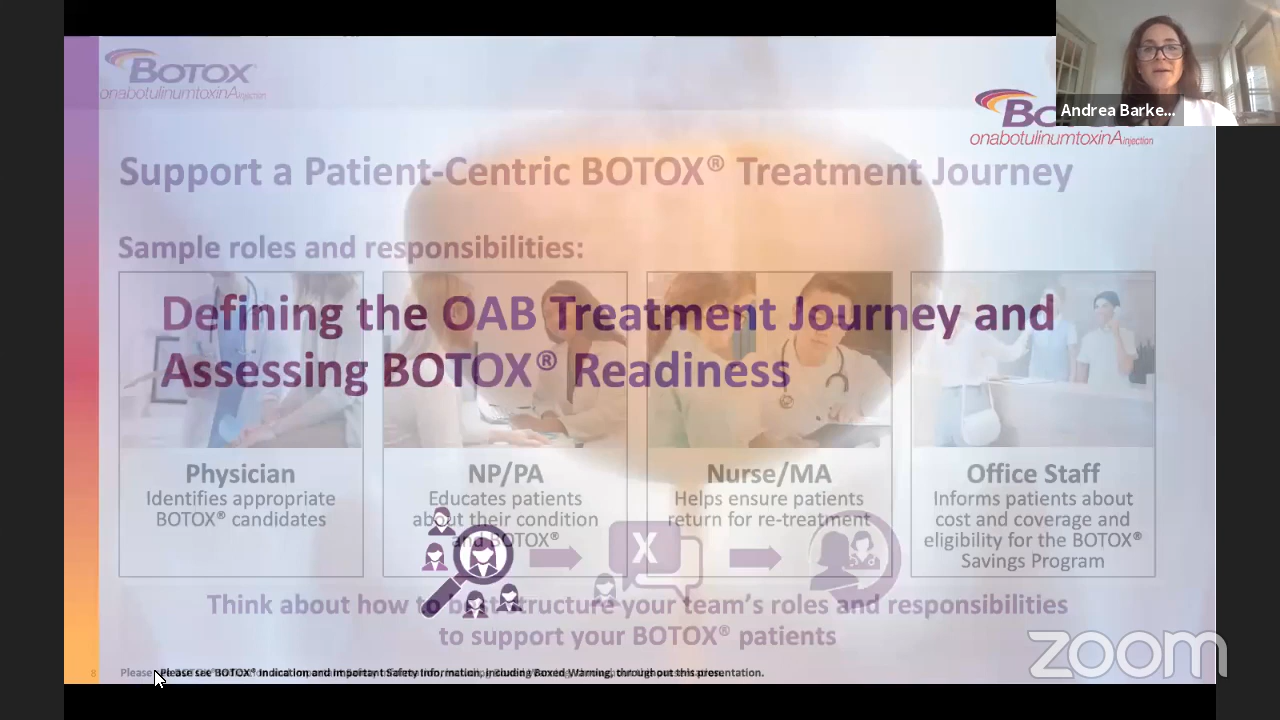 BOTOX®
onabotulinumtoxinA injection
Andrea Barke...
onabotulinumtoxinA injection
Support a Patient-Centric BOTOX® Treatment Journey
Sample roles and responsibilities:
Defining the OAB Treatment Journey and
Assessing BOTOX® Readiness
Physician
Identifies appropriate
BOTOX® candidates
NP/PA
Educates patients
about their condition
and BOTOX®
Nurse/MA
Helps ensure patients
return for re-treatment
Office Staff
Informs patients about
cost and coverage and
eligibility for the BOTOX®
Savings Program
X
Think about how to best structure your team's roles and responsibilities
to support your BOTOX® patients
zoom
8
Please see BOTOX® Indication and Important Safety Information, including Boxed Warning, throughout this presentation.